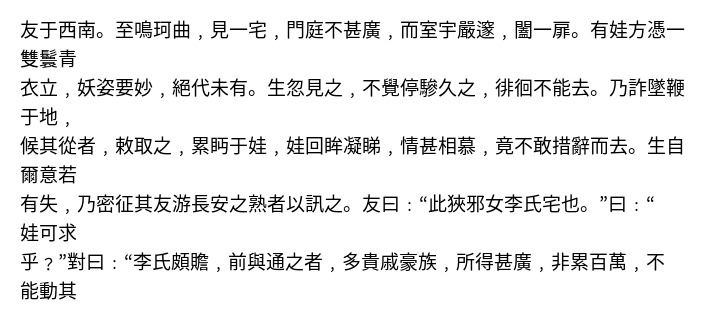 友于西南。至鳴珂曲，見一宅，門庭不甚廣，而室宇嚴邃，闔一扉。有娃方憑一
雙鬟青
衣立，妖姿要妙，絕代未有。生忽見之，不覺停驂久之，徘徊不能去。乃詐墜鞭
于地，
候其從者，敕取之，累眄于娃，娃回眸凝睇，情甚相慕，竟不敢措辭而去。生自
爾意若
有失，乃密征其友游長安之熟者以訊之。友曰：“此狹邪女李氏宅也。”曰：“
娃可求
乎？”對曰：“李氏頗贍，前與通之者，多貴戚豪族，所得甚廣，非累百萬，不
能動其